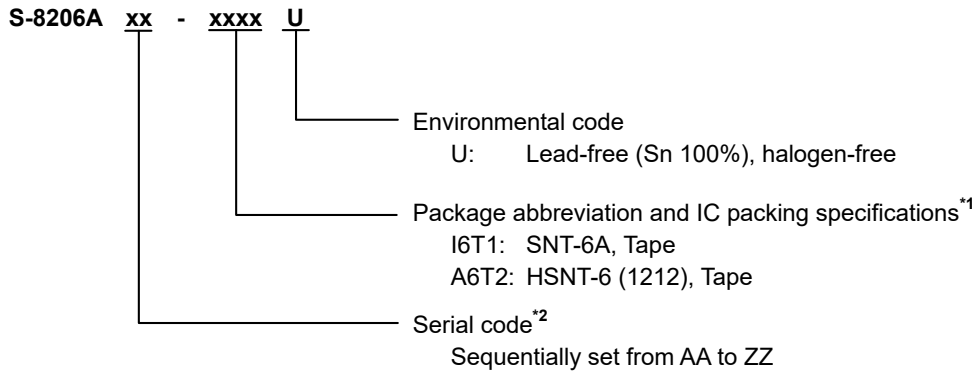 S-8206A xx - xxxx U
Environmental code
U: Lead-free (Sn 100%), halogen-free
Package abbreviation and IC packing specifications*1
I6T1: SNT-6A, Tape
A6T2: HSNT-6 (1212), Tape
Serial code*2
Sequentially set from AA to ZZ